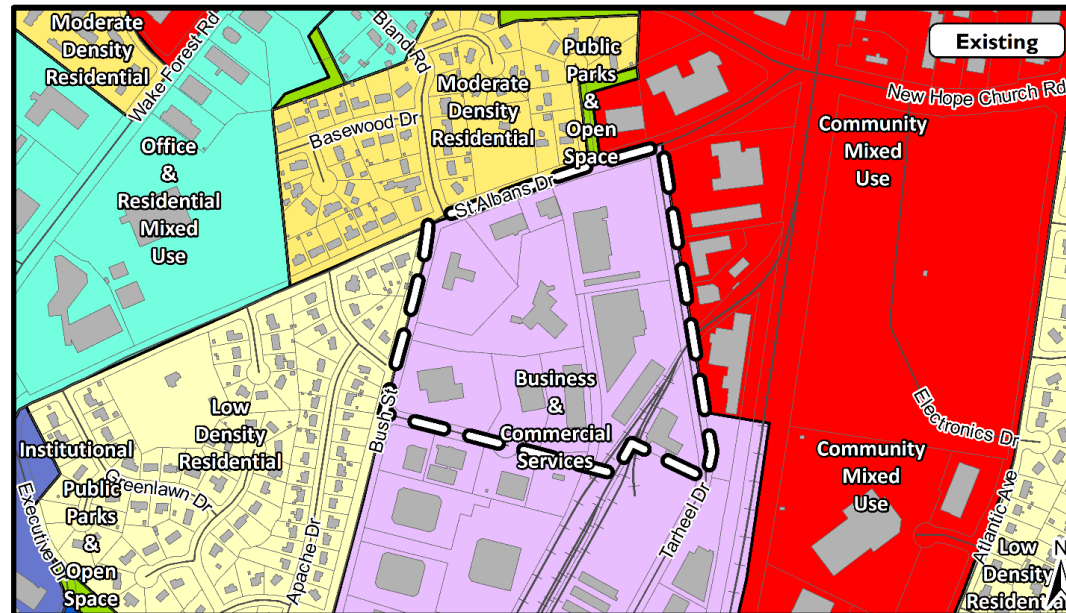 Moderate
Density
Residential
Wake Forest Rd
Bland Rd
Public
Parks
&
Open
Space
Existing
New Hope Church Rd
Moderate
Density
Residential
Basewood Dr
Office
&
Residential
Mixed
Use
Community
Mixed
Use
St Albans Dr
Business
&
Commercial
Services
Low
Density
Residential
Bush St
Electronics Dr
Institutional
Public
Parks
&
Open
Space
Greenlawn Dr
Executive Dr
Apache Dr
Tarheel Dr
Community
Mixed
Use
Atlantic Ave
Low
Density
Residential
N